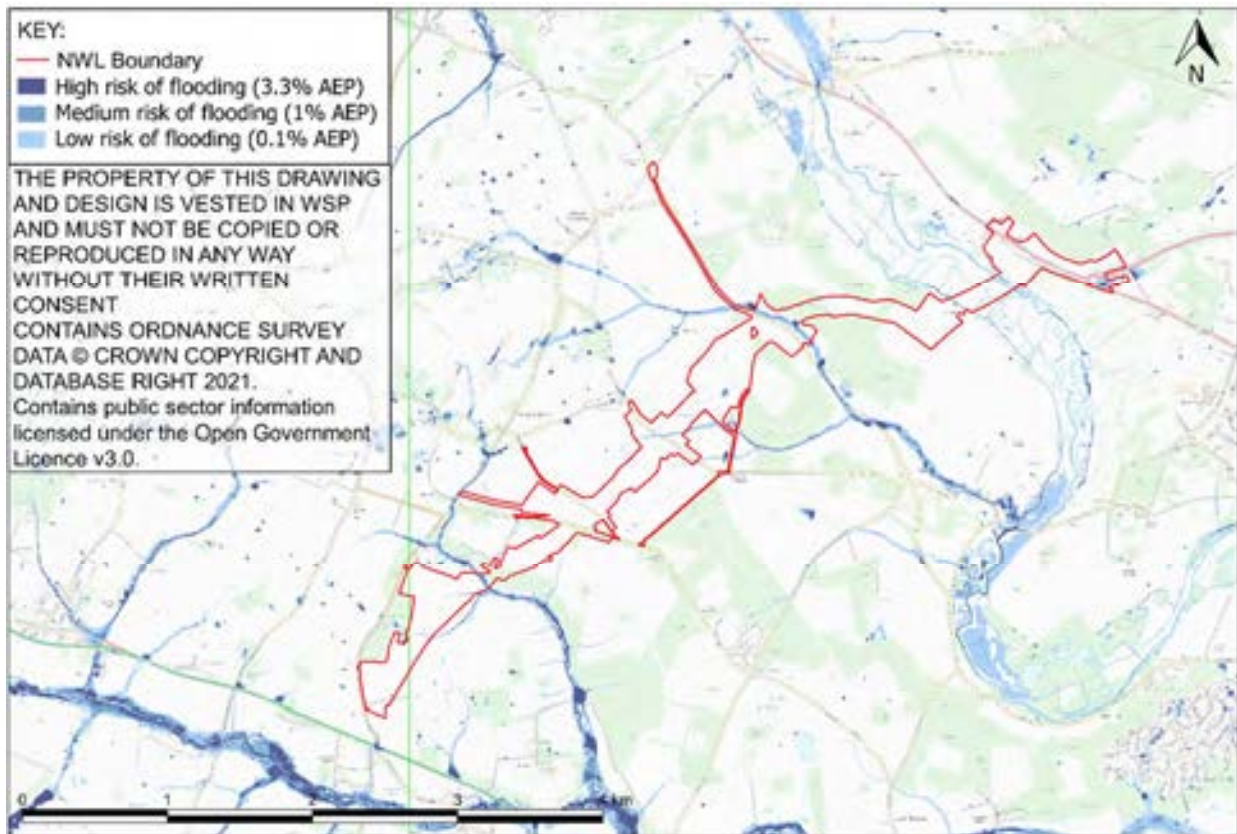 KEY:
NWL Boundary
High risk of flooding (3.3% AEP)
Medium risk of flooding (1% AEP)
Low risk of flooding (0.1% AEP)
THE PROPERTY OF THIS DRAWING
AND DESIGN IS VESTED IN WSP
AND MUST NOT BE COPIED OR
REPRODUCED IN ANY WAY
WITHOUT THEIR WRITTEN
CONSENT
CONTAINS ORDNANCE SURVEY
DATA © CROWN COPYRIGHT AND
DATABASE RIGHT 2021.
Contains public sector information
licensed under the Open Government
Licence v3.0.
N
0 1 2 3 4 km